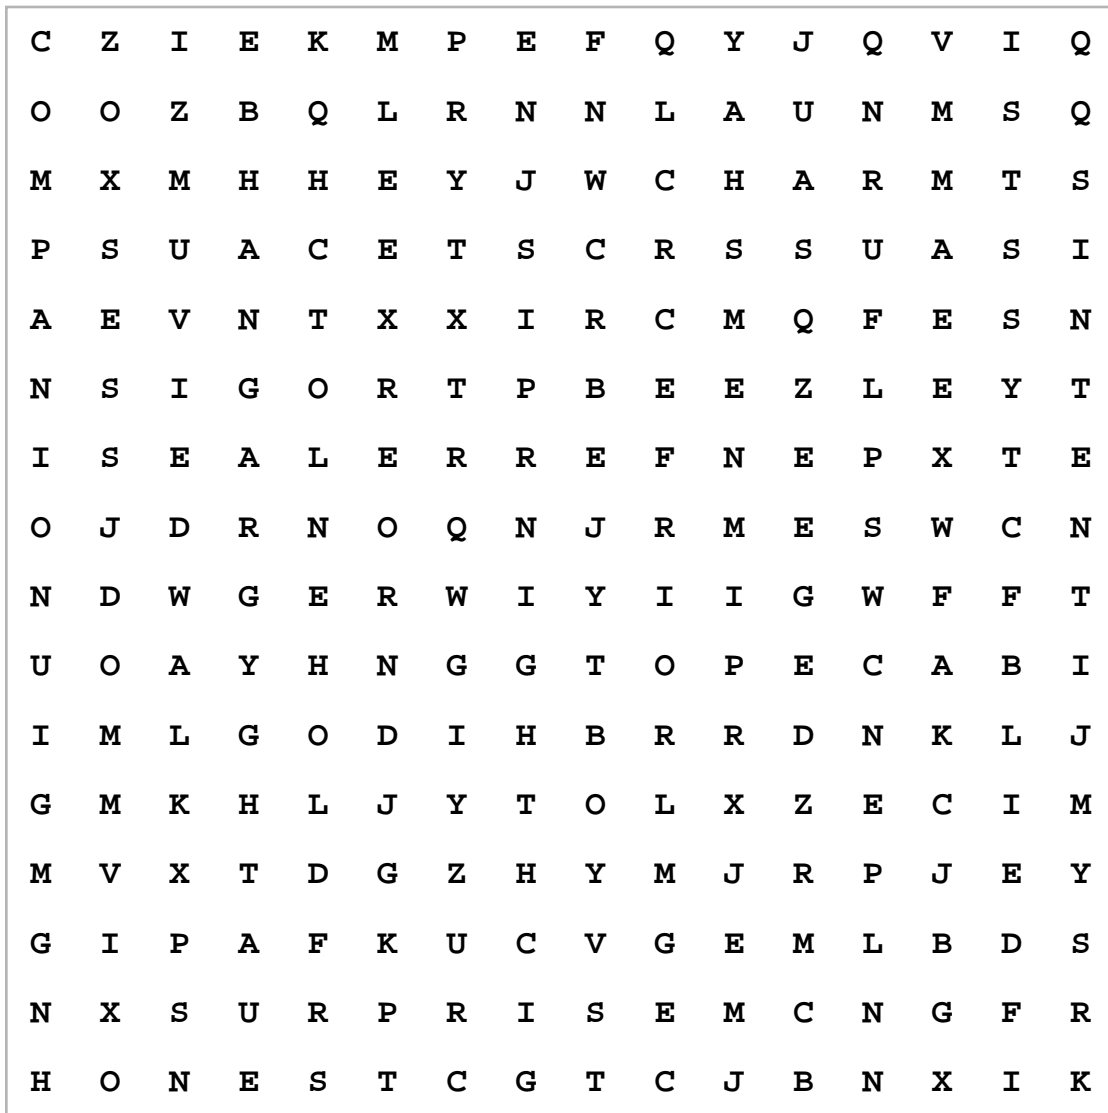 C Z I E K M P E F Q Y J Q V I Q
O O Z B Q L R N N L A U N M S Q
M X M H H E Y J W C H A R M T S
P S U A C E T S C R S S U A S I
A E V N T X X I R C M Q F E S N
N S I G O R T P B E E Z L E Y T
I S E A L E R R E F N E P X T E
O J D R N O Q N J R M E S W C N
N D W G E R W I Y I I G W F F T
U O A Y H N G G T O P E C A B I
I M L G O D I H B R R D N K L J
G M K H L J Y T O L X Z E C I M
M V X T D G Z H Y M J R P J E Y
G I P A F K U C V G E M L B D S
N X S U R P R I S E M C N G F R
H O N E S T C G T C J B N X I K